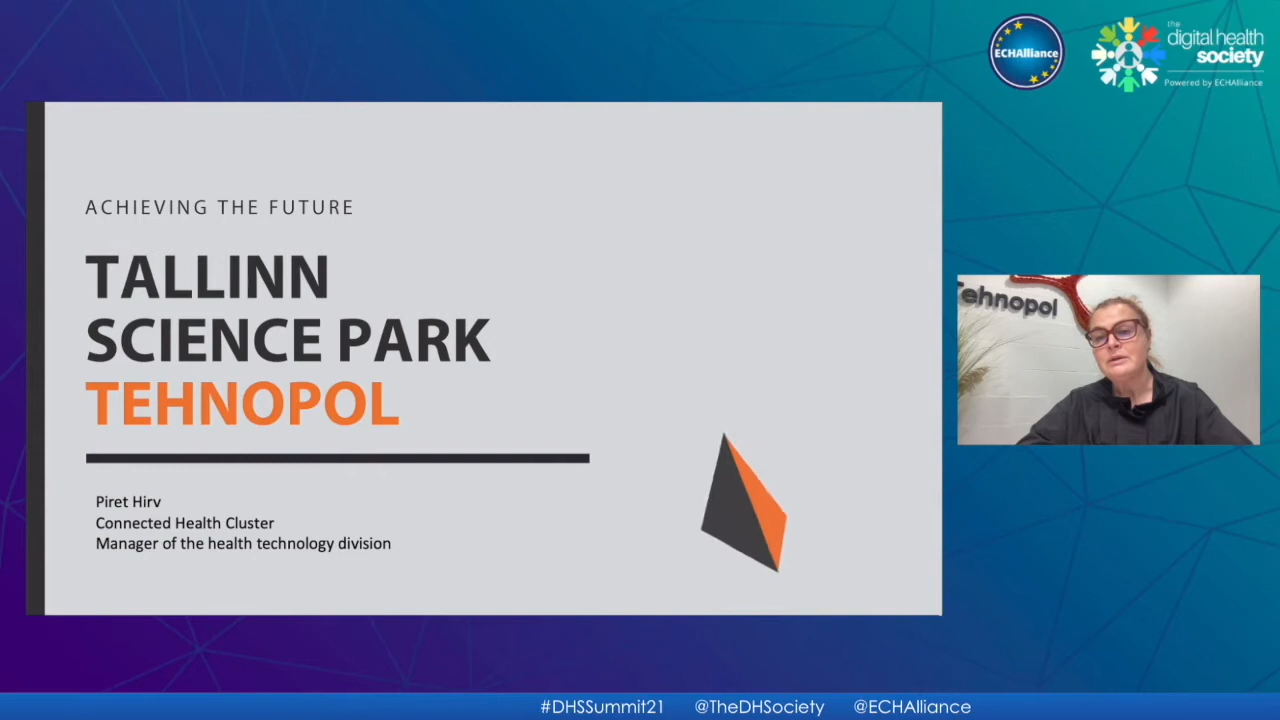 ECHAlliance
the
digital health
society
Powered by ECHAlliance
ACHIEVING THE FUTURE
TALLINN
SCIENCE PARK
TEHNOPOL
Piret Hirv
Connected Health Cluster
Manager of the health technology division
Tehnopol
#DHSSummit21 @TheDHSociety @ECHAlliance